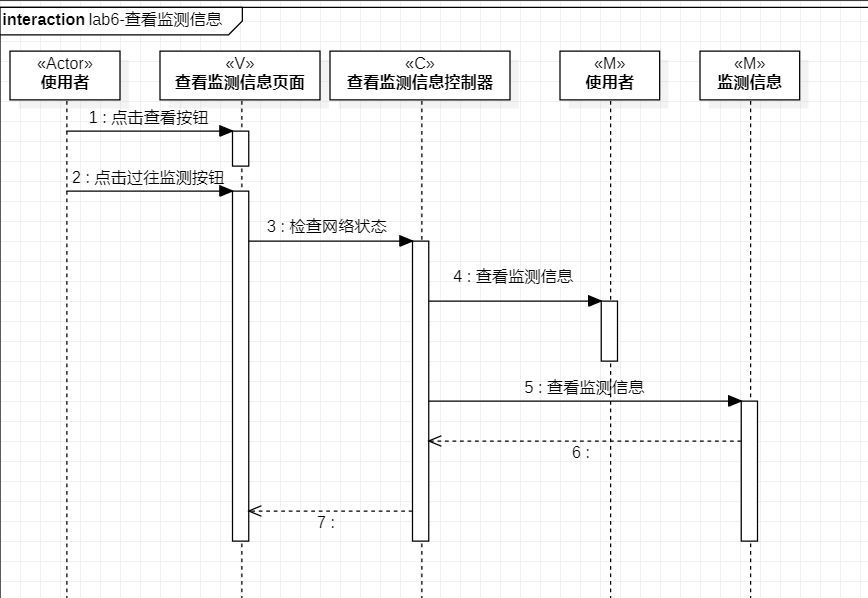 interaction lab6-查看监测信息
«Actor»
使用者
«V»
查看监测信息页面
«C»
查看监测信息控制器
«M»
使用者
«M»
监测信息
1 : 点击查看按钮
2 : 点击过往监测按钮
3 : 检查网络状态
4 : 查看监测信息
5 : 查看监测信息
6 :
7 :